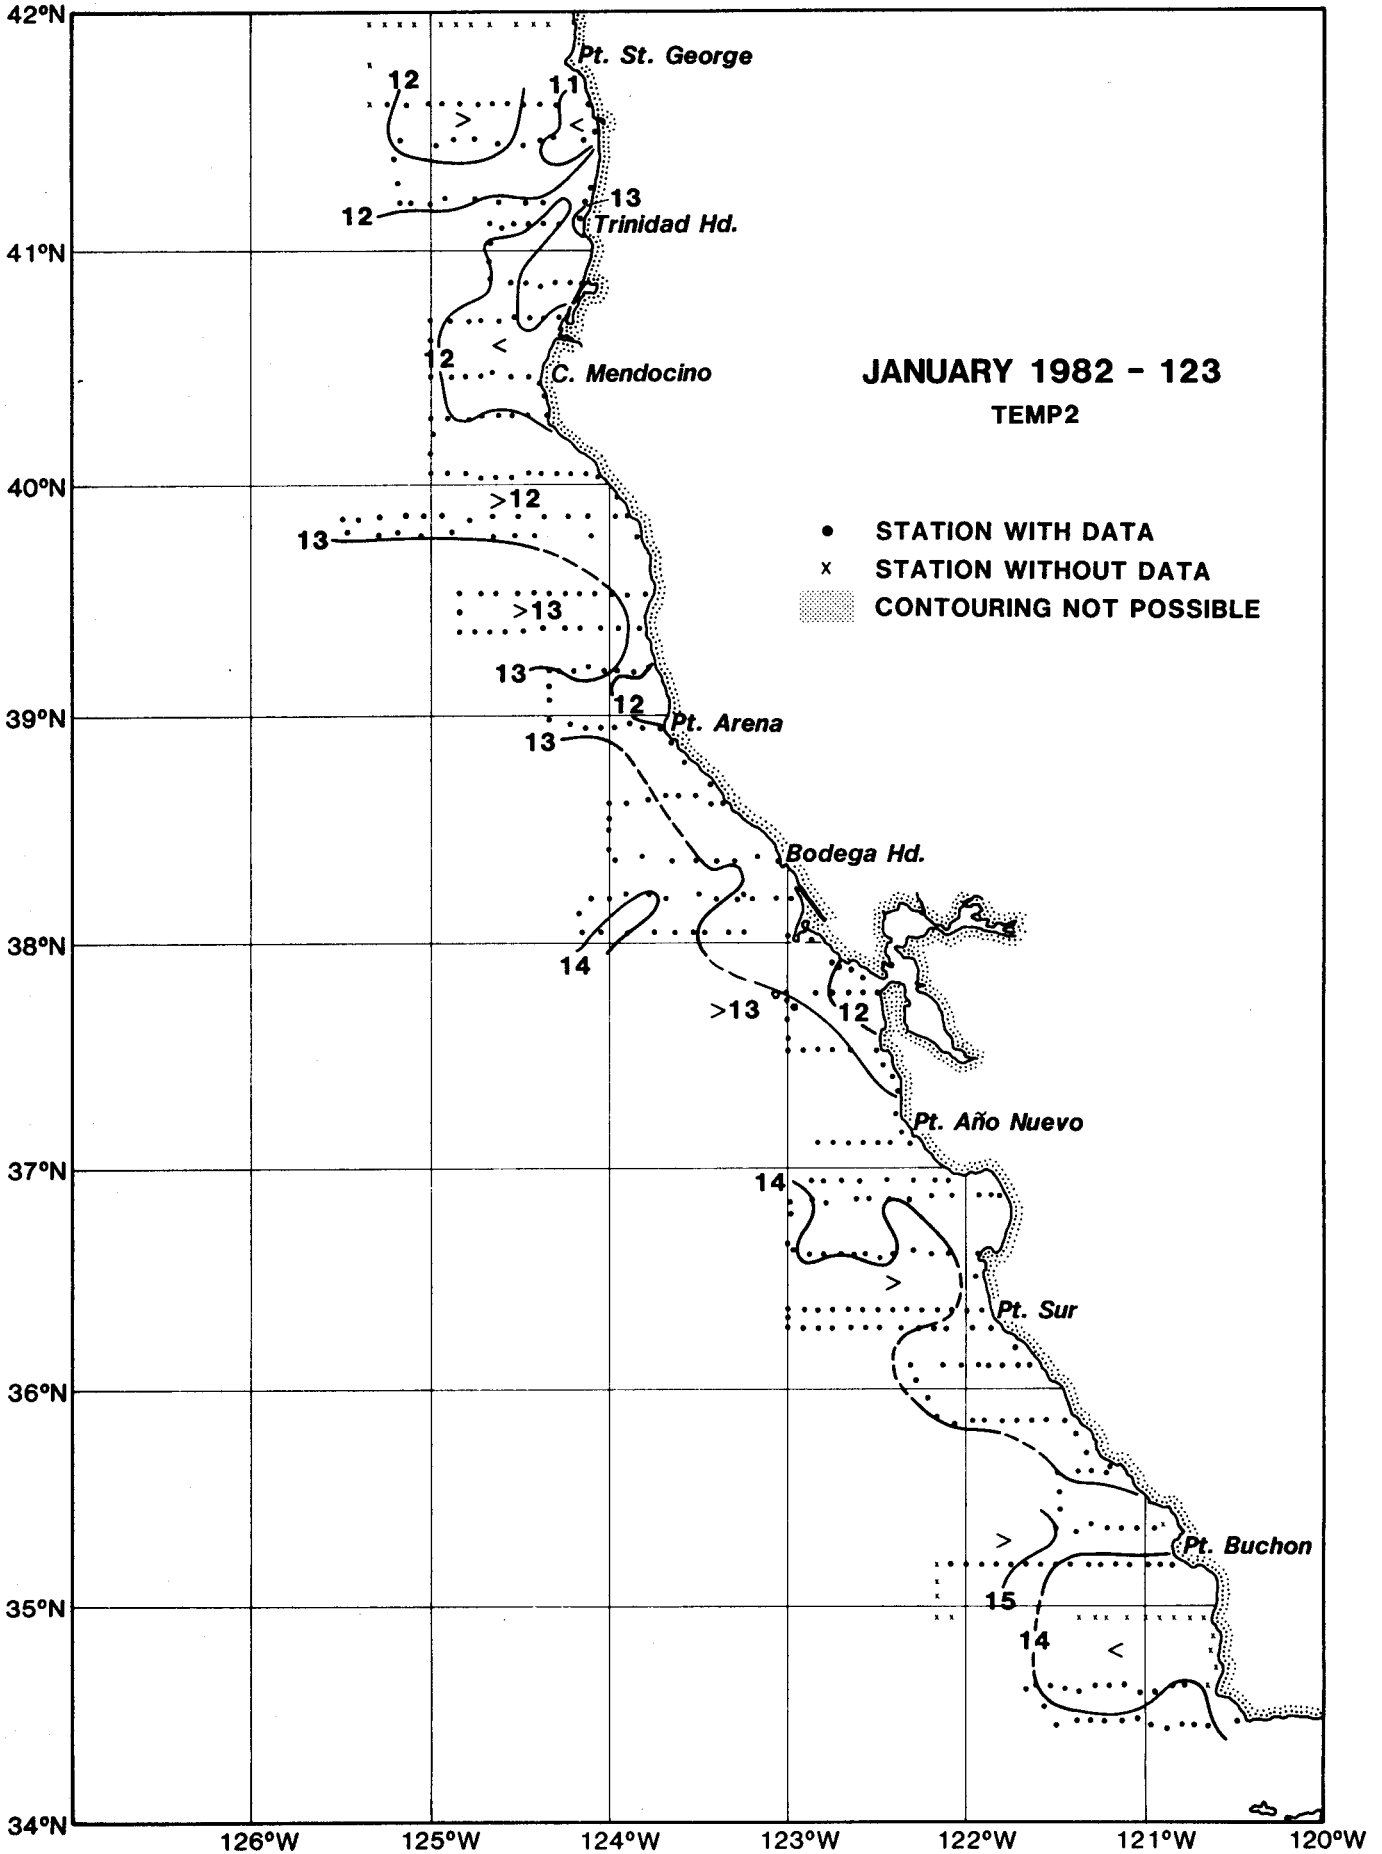 42°N
Pt. St. George
12
11
>
<
13
12
Trinidad Hd.
41°N
<
12
C. Mendocino
JANUARY 1982 - 123
TEMP2
40°N
>12
13
• STATION WITH DATA
x STATION WITHOUT DATA
CONTOURING NOT POSSIBLE
>13
13
12
39°N
Pt. Arena
13
Bodega Hd.
38°N
14
>13
12
Pt. Año Nuevo
37°N
14
>
Pt. Sur
36°N
>
Pt. Buchon
15
35°N
14
<
34°N
126°W 125°W 124°W 123°W 122°W 121°W 120°W